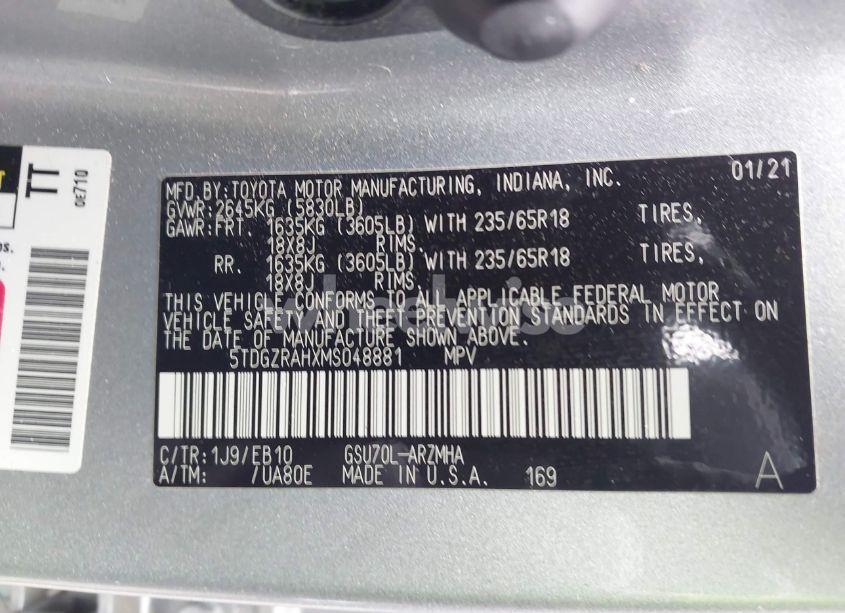 TT
0E710
MFD.BY:TOYOTA MOTOR MANUFACTURING, INDIANA, INC. 01/21
GVWR:2645KG (5830LB)
GAWR:FRT. 1635KG (3605LB) WITH 235/65R18 TIRES,
18X8J RIMS.
RR. 1635KG (3605LB) WITH 235/65R18 TIRES,
18X8J RIMS.
THIS VEHICLE CONFORMS TO ALL APPLICABLE FEDERAL MOTOR
VEHICLE SAFETY AND THEFT PREVENTION STANDARDS IN EFFECT ON
THE DATE OF MANUFACTURE SHOWN ABOVE.
5TDGZRAHXMS048881 MPV
C/TR:1J9/EB10 GSU70L-ARZMHA
A/TM: /UA80E MADE IN U.S.A. 169 A